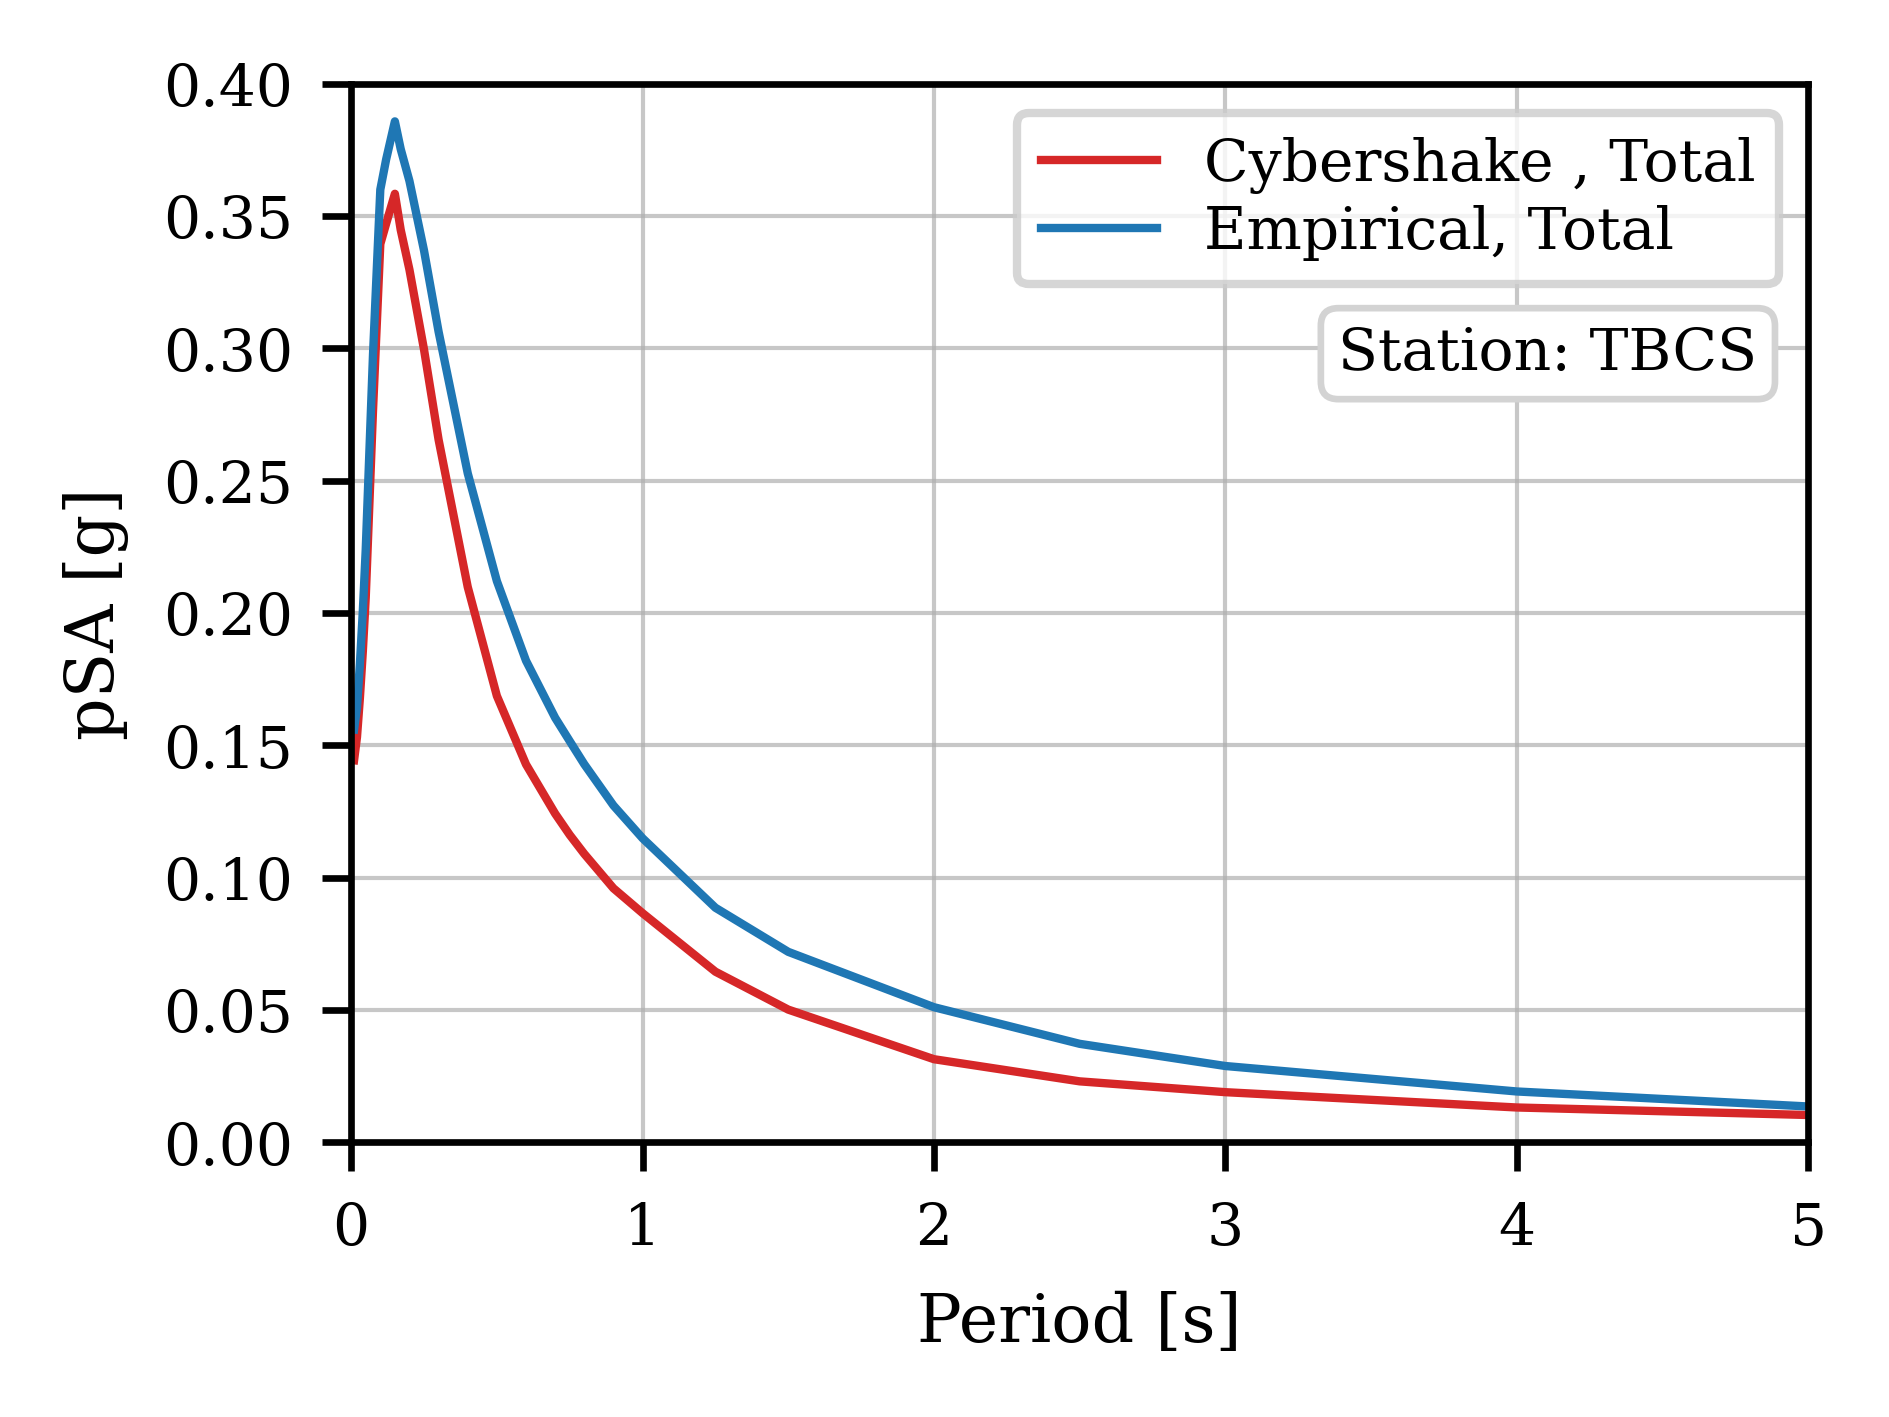 0.40
0.35
0.30
0.25
0.20
0.15
0.10
0.05
0.00
pSA [g]
Cybershake , Total
Empirical, Total
Station: TBCS
0 1 2 3 4 5
Period [s]